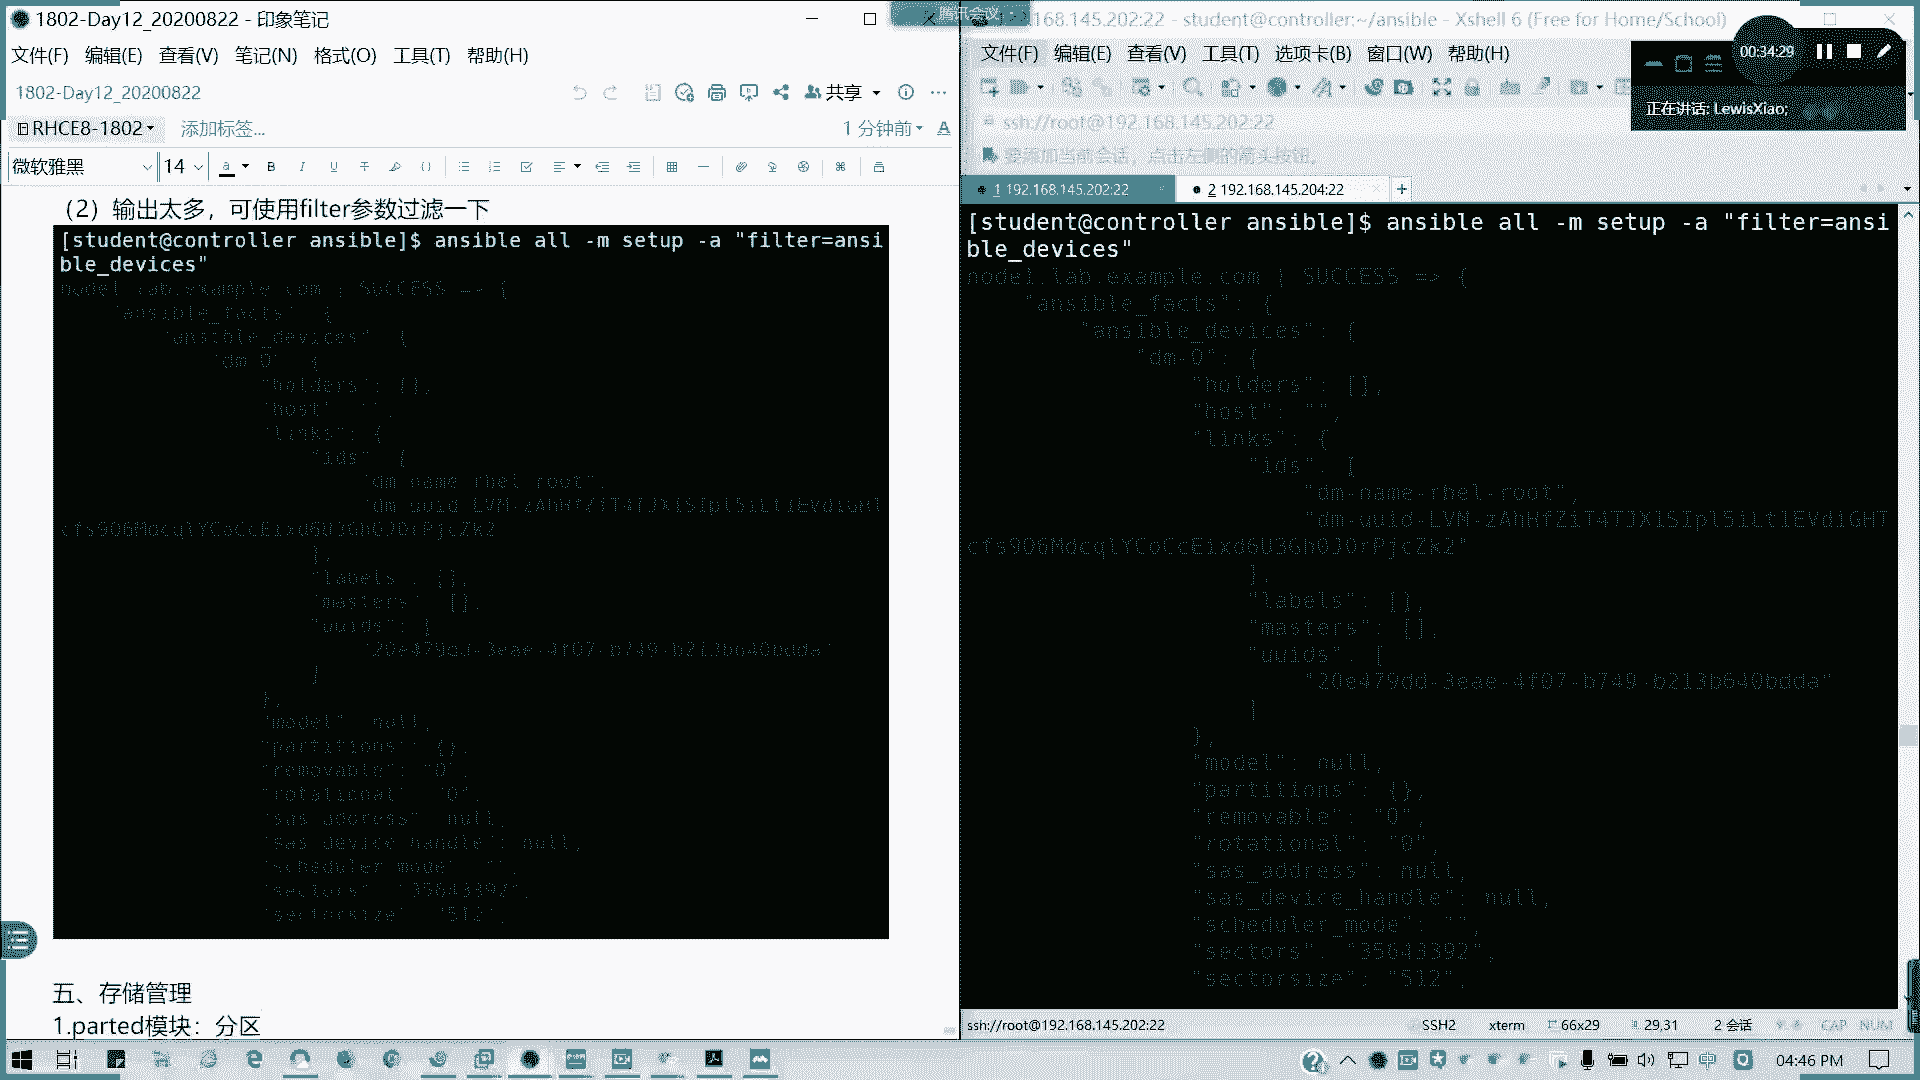 1802-Day12_20200822 - 印象笔记
文件(F) 编辑(E) 查看(V) 笔记(N) 格式(O) 工具(T) 帮助(H)
1802-Day12_20200822
共享
RHCE8-1802
添加标签...
1 分钟前
微软雅黑
14
（2）输出太多，可使用filter参数过滤一下
[student@controller ansible]$ ansible all -m setup -a "filter=ansi
ble_devices"
node1.lab.example.com | SUCCESS => {
"ansible_facts": {
"ansible_devices": {
"dm-0": {
"holders": [],
"host": "",
"links": {
"ids": [
"dm-name-rhel-root",
],
"labels": [],
"masters": [],
"uuids": [
"20e479dd-3eae-4f07-b749-b213b640bdda"
]
},
"model": null,
"partitions": {},
"removable": "0",
"rotational": "0",
"sas_address": null,
"sas_device_handle": null,
"scheduler_mode": "",
"sectors": "35643392",
"sectorsize": "512",
五、存储管理
1.parted模块：分区
腾讯会议
168.145.202:22 - student@controller:~/ansible - Xshell 6 (Free for Home/School)
文件(F) 编辑(E) 查看(V) 工具(T) 选项卡(B) 窗口(W) 帮助(H)
00:34:29
正在讲话: LewisXiao;
ssh://root@192.168.145.202:22
要添加当前会话，点击左侧的箭头按钮。
1 192.168.145.202:22
2 192.168.145.204:22
[student@controller ansible]$ ansible all -m setup -a "filter=ansi
ble_devices"
node1.lab.example.com | SUCCESS => {
"ansible_facts": {
"ansible_devices": {
"dm-0": {
"holders": [],
"host": "",
"links": {
"ids": [
"dm-name-rhel-root",
"dm-uuid-LVM-zAhHfZiT4TJX1SIpl5iLt1EVdiGHT
cfs9O6MdcqlYCoCcEixd6U3Gh0J0rPjcZk2"
],
"labels": [],
"masters": [],
"uuids": [
"20e479dd-3eae-4f07-b749-b213b640bdda"
]
},
"model": null,
"partitions": {},
"removable": "0",
"rotational": "0",
"sas_address": null,
"sas_device_handle": null,
"scheduler_mode": "",
"sectors": "35643392",
"sectorsize": "512",
ssh://root@192.168.145.202:22
SSH2
xterm
66x29
29,31
2 会话
CAP NUM
中
04:46 PM